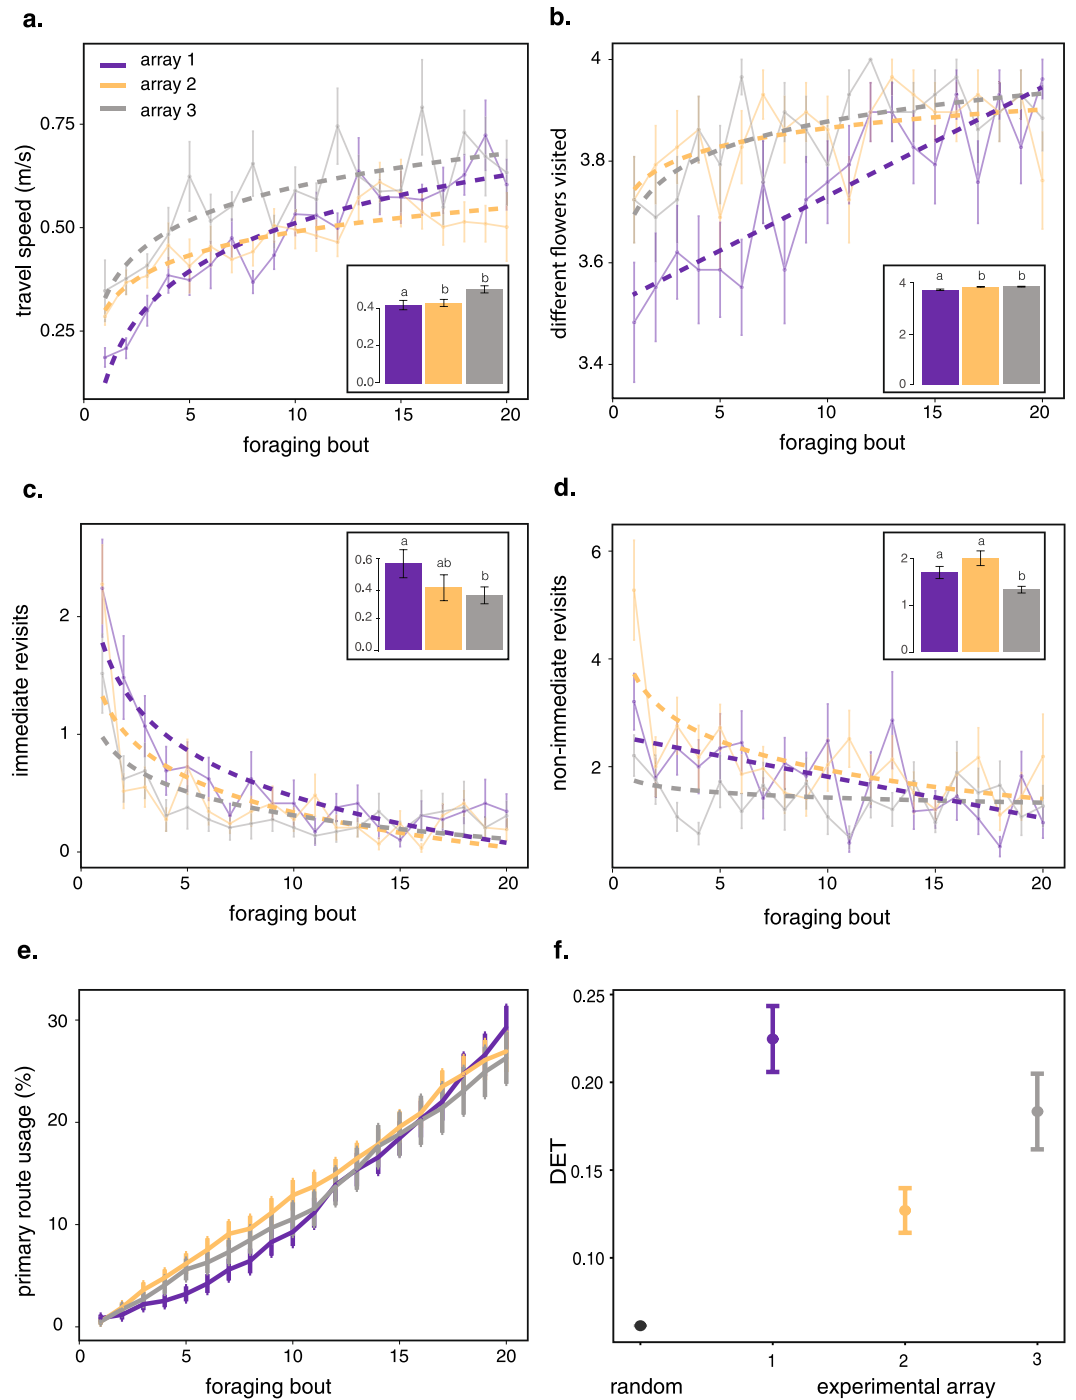 a.
array 1
array 2
array 3
travel speed (m/s)
0.75
0.50
0.25
0 5 10 15 20
foraging bout
a b b
0.4
0.2
0.0
b.
different flowers visited
4
3.8
3.6
3.4
0 5 10 15 20
foraging bout
a b b
4
2
0
c.
immediate revisits
2
1
0
0 5 10 15 20
foraging bout
a ab b
0.6
0.4
0.2
0.0
d.
non-immediate revisits
6
4
2
0 5 10 15 20
foraging bout
a a b
2
1
0
e.
primary route usage (%)
30
20
10
0
0 5 10 15 20
foraging bout
f.
DET
0.25
0.20
0.15
0.10
1 2 3
random experimental array